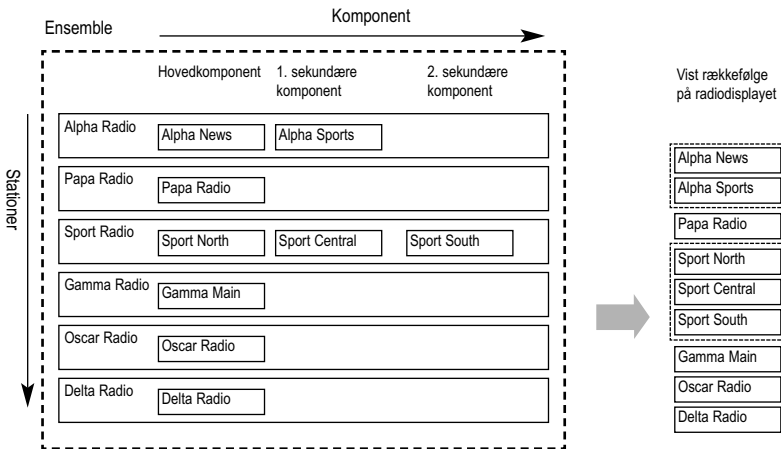 Ensemble
Komponent
Hovedkomponent
1. sekundære
komponent
2. sekundære
komponent
Stationer
Alpha Radio
Alpha News
Alpha Sports
Papa Radio
Papa Radio
Sport Radio
Sport North
Sport Central
Sport South
Gamma Radio
Gamma Main
Oscar Radio
Oscar Radio
Delta Radio
Delta Radio
Vist rækkefølge
på radiodisplayet
Alpha News
Alpha Sports
Papa Radio
Sport North
Sport Central
Sport South
Gamma Main
Oscar Radio
Delta Radio